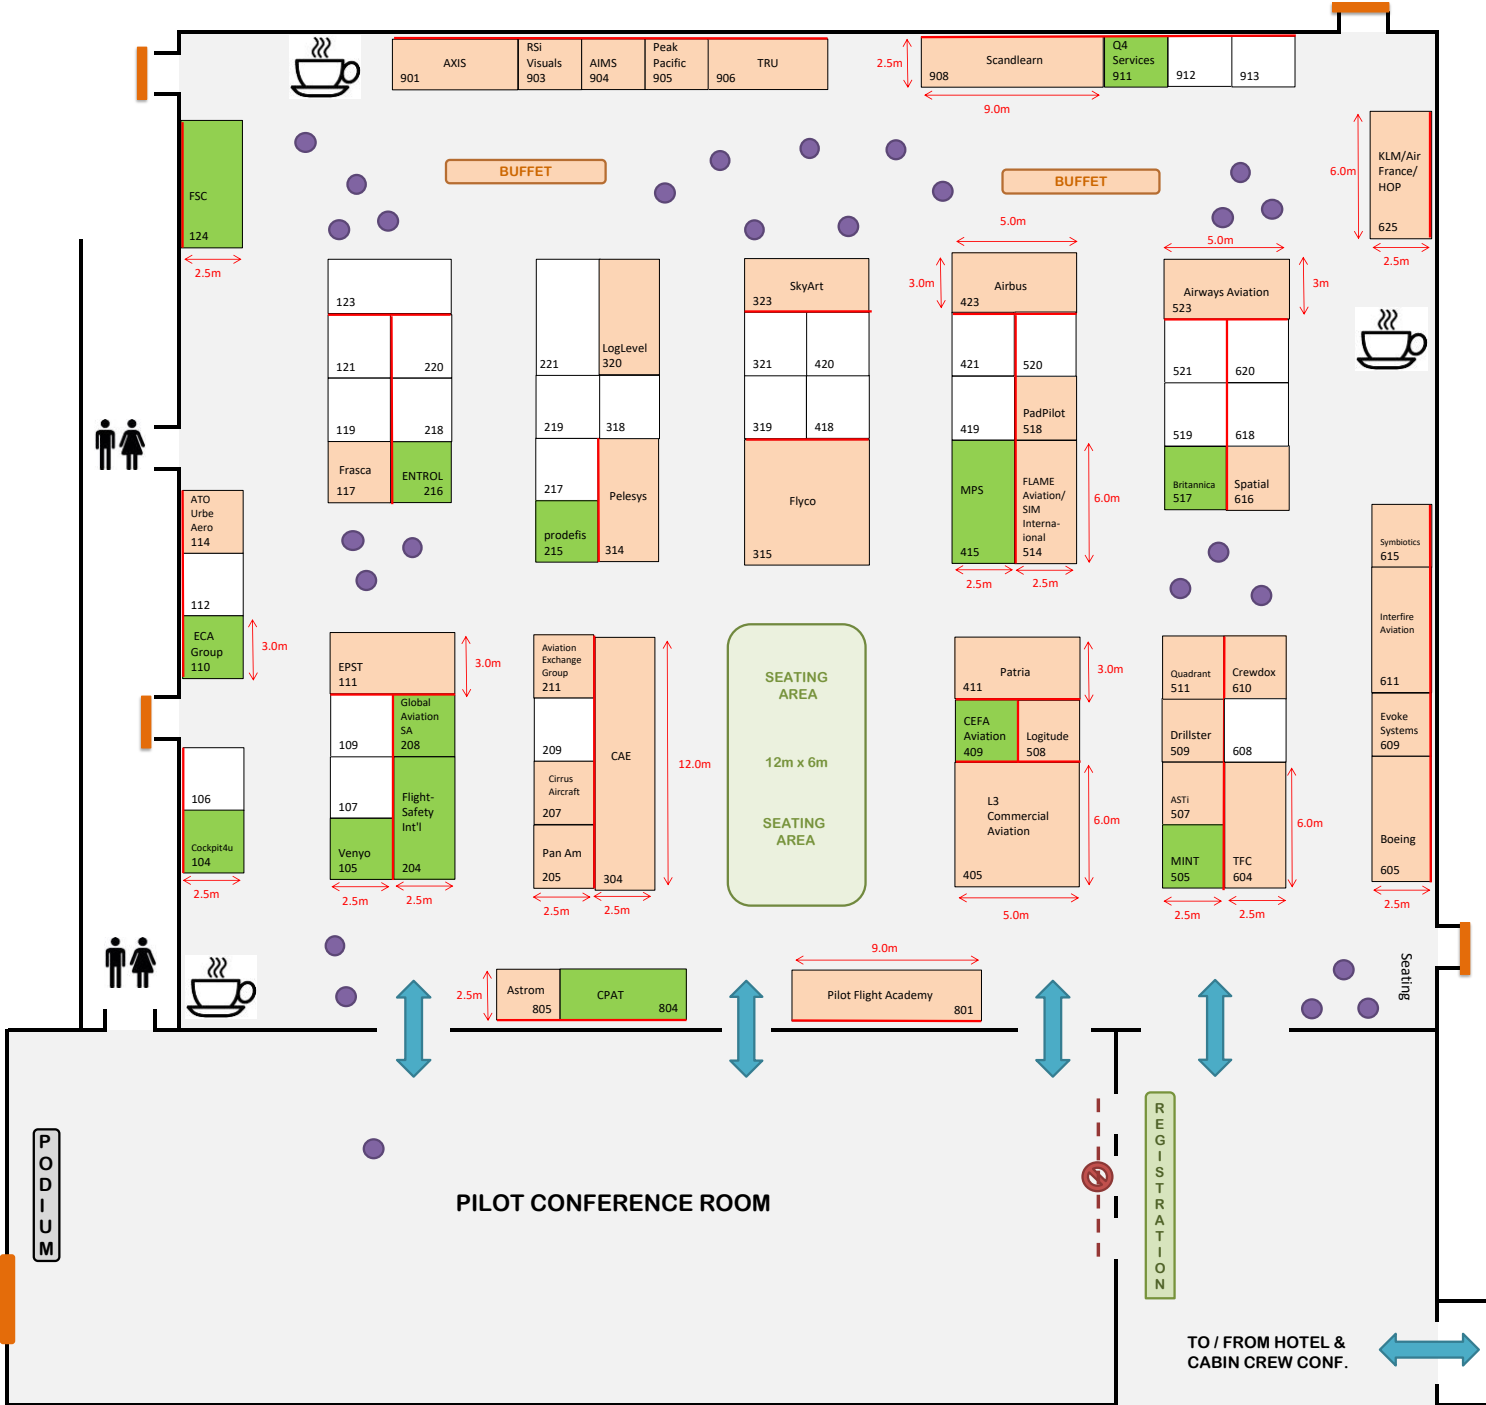 AXIS
901
RSi
Visuals
903
AIMS
904
Peak
Pacific
905
TRU
906
2.5m
Scandlearn
908
9.0m
Q4
Services
911
912
913
FSC
124
2.5m
BUFFET
BUFFET
6.0m
KLM/Air
France/
HOP
625
2.5m
123
121
220
119
218
Frasca
117
ENTROL
216
221
LogLevel
320
219
318
217
Pelesys
314
prodefis
215
SkyArt
323
321
420
319
418
Flyco
315
5.0m
3.0m
Airbus
423
421
520
419
PadPilot
518
MPS
415
FLAME
Aviation/
SIM
Interna-
ional
514
6.0m
2.5m
2.5m
5.0m
3m
Airways Aviation
523
521
620
519
618
Britannica
517
Spatial
616
ATO
Urbe
Aero
114
112
ECA
Group
110
3.0m
106
Cockpit4u
104
2.5m
EPST
111
3.0m
109
Global
Aviation
SA
208
107
Flight-
Safety
Int'l
204
Venyo
105
2.5m
2.5m
Aviation
Exchange
Group
211
209
Cirrus
Aircraft
207
Pan Am
205
CAE
304
12.0m
2.5m
2.5m
SEATING
AREA
12m x 6m
SEATING
AREA
Patria
411
3.0m
CEFA
Aviation
409
Logitude
508
L3
Commercial
Aviation
405
6.0m
5.0m
Quadrant
511
Crewdox
610
Drillster
509
608
ASTi
507
MINT
505
TFC
604
6.0m
2.5m
2.5m
Symbiotics
615
Interfire
Aviation
611
Evoke
Systems
609
Boeing
605
2.5m
Seating
2.5m
Astrom
805
CPAT
804
9.0m
Pilot Flight Academy
801
PODIUM
PILOT CONFERENCE ROOM
REGISTRATION
TO / FROM HOTEL &
CABIN CREW CONF.